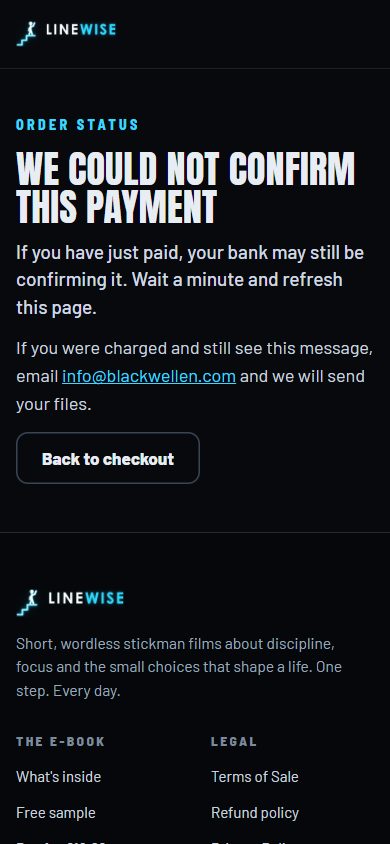 LINEWISE
ORDER STATUS
WE COULD NOT CONFIRM
THIS PAYMENT
If you have just paid, your bank may still be
confirming it. Wait a minute and refresh
this page.
If you were charged and still see this message,
email info@blackwellen.com and we will send
your files.
Back to checkout
LINEWISE
Short, wordless stickman films about discipline,
focus and the small choices that shape a life. One
step. Every day.
THE E-BOOK
LEGAL
What's inside
Terms of Sale
Free sample
Refund policy